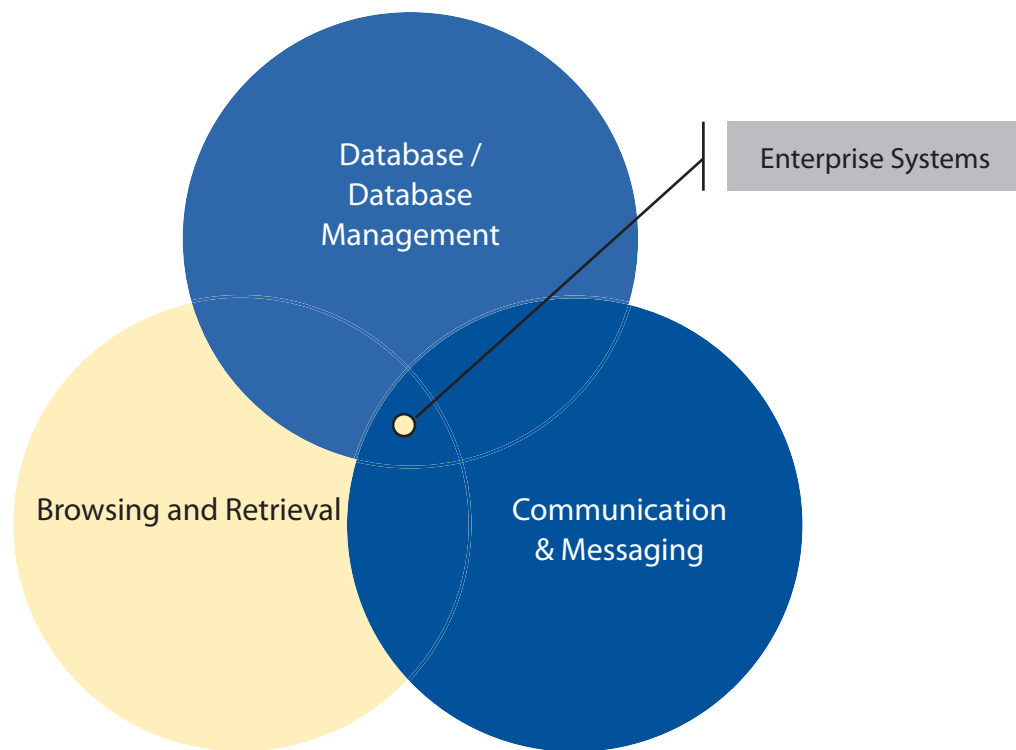 Database /
Database
Management
Enterprise Systems
Browsing and Retrieval
Communication
& Messaging